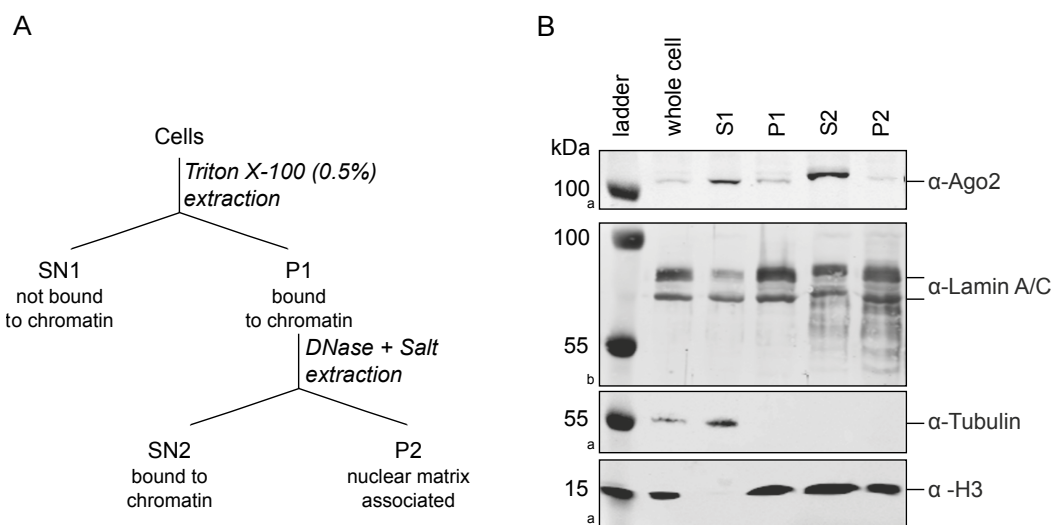 A
Cells
Triton X-100 (0.5%)
extraction
SN1
not bound
to chromatin
P1
bound
to chromatin
DNase + Salt
extraction
SN2
bound to
chromatin
P2
nuclear matrix
associated
B
ladder
whole cell
S1
P1
S2
P2
kDa
100
a
α-Ago2
100
55
b
α-Lamin A/C
55
a
α-Tubulin
15
a
α -H3